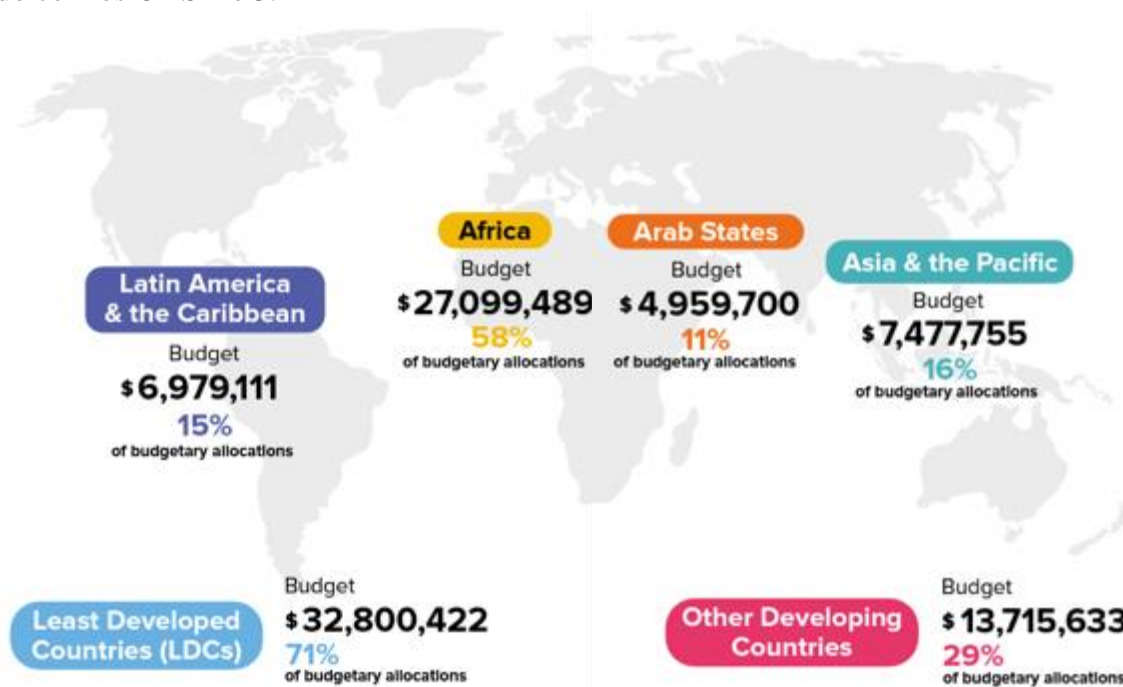 Latin America
& the Caribbean
Budget
$6,979,111
15%
of budgetary allocations
Africa
Budget
$27,099,489
58%
of budgetary allocations
Arab States
Budget
$4,959,700
11%
of budgetary allocations
Asia & the Pacific
Budget
$7,477,755
16%
of budgetary allocations
Least Developed
Countries (LDCs)
Budget
$32,800,422
71%
of budgetary allocations
Other Developing
Countries
Budget
$13,715,633
29%
of budgetary allocations